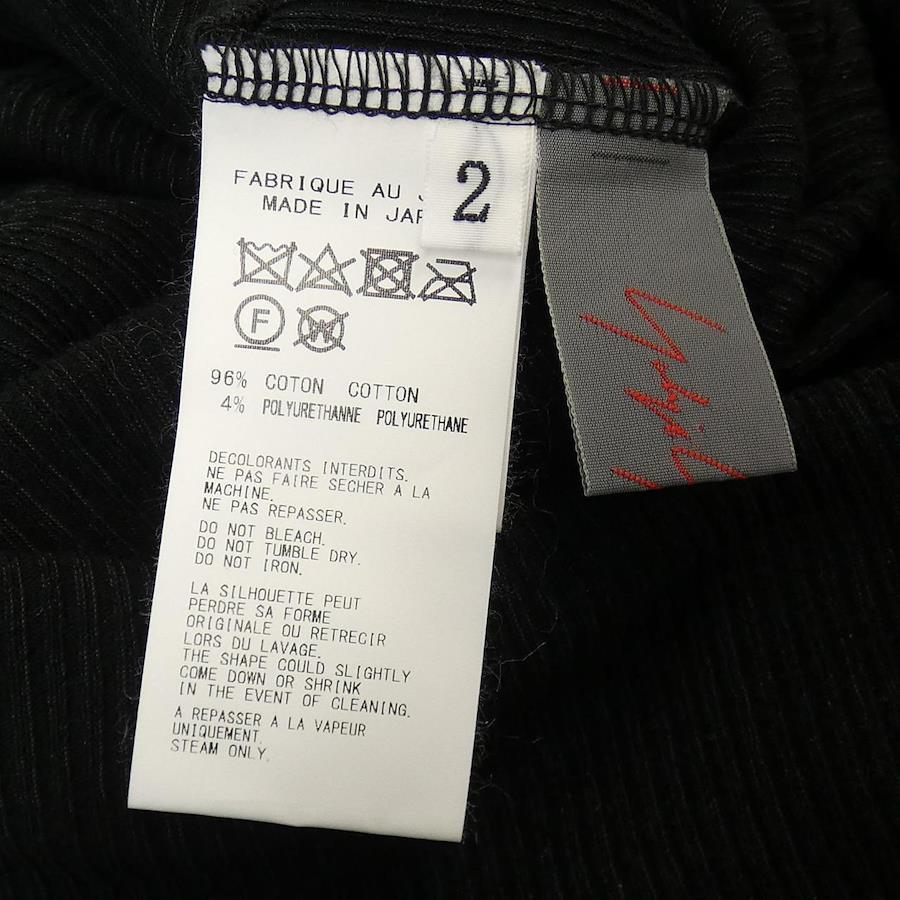 FABRIQUE AU
MADE IN JAP
2
F
W
96% COTON COTTON
4% POLYURETHANNE POLYURETHANE
DECOLORANTS INTERDITS.
NE PAS FAIRE SECHER A LA
MACHINE.
NE PAS REPASSER.
DO NOT BLEACH.
DO NOT TUMBLE DRY.
DO NOT IRON.
LA SILHOUETTE PEUT
PERDRE SA FORME
ORIGINALE OU RETRECIR
LORS DU LAVAGE.
THE SHAPE COULD SLIGHTLY
COME DOWN OR SHRINK
IN THE EVENT OF CLEANING.
A REPASSER A LA VAPEUR
UNIQUEMENT.
STEAM ONLY.